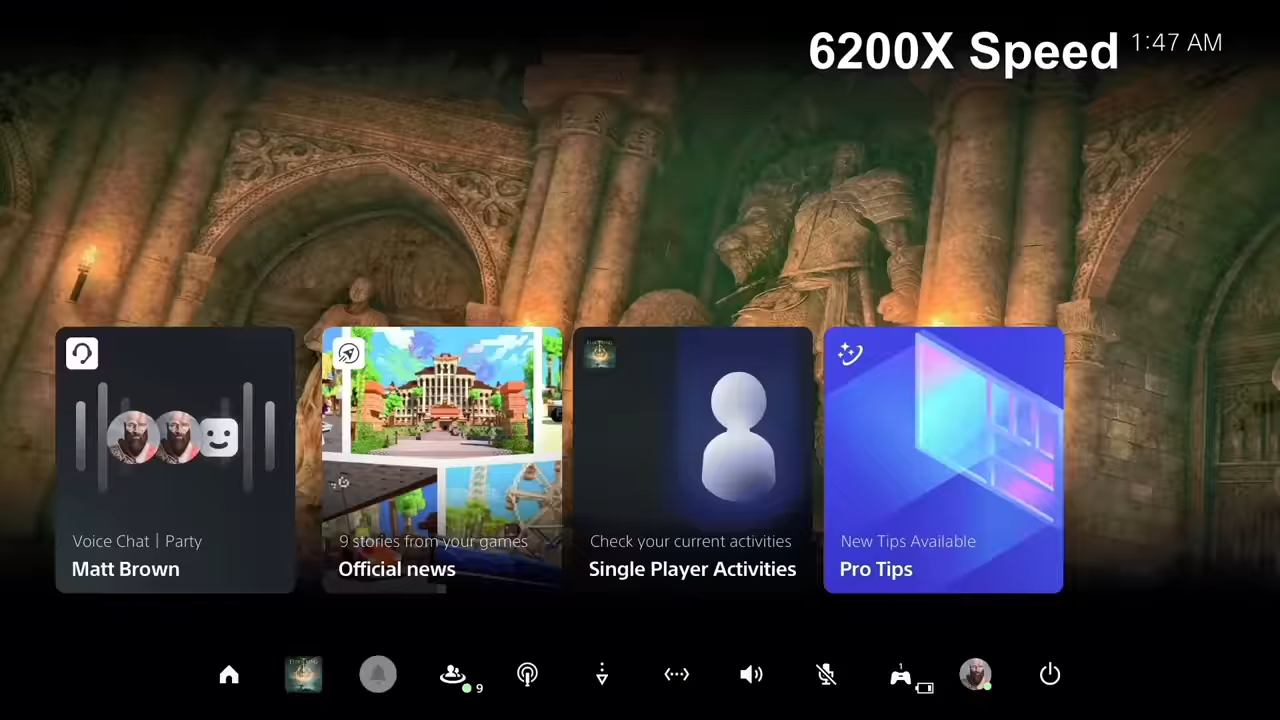 6200X Speed
1:47 AM
Voice Chat | Party
Matt Brown
9 stories from your games
Official news
Check your current activities
Single Player Activities
New Tips Available
Pro Tips
9
1